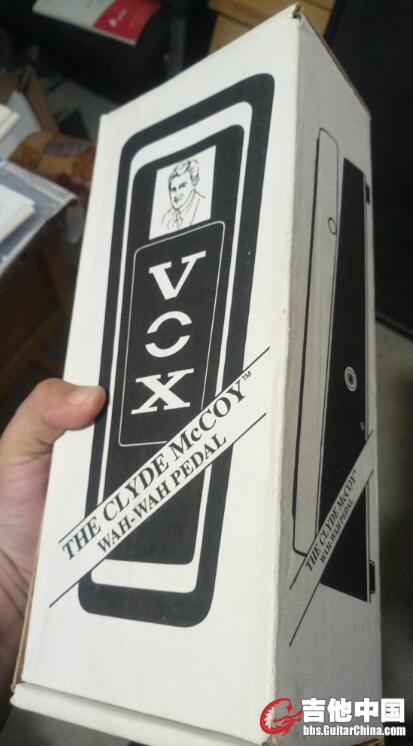 VOX
THE CLYDE McCOY™
WAH-WAH PEDAL
THE CLYDE McCOY™
WAH-WAH PEDAL
吉他中国
bbs.GuitarChina.com